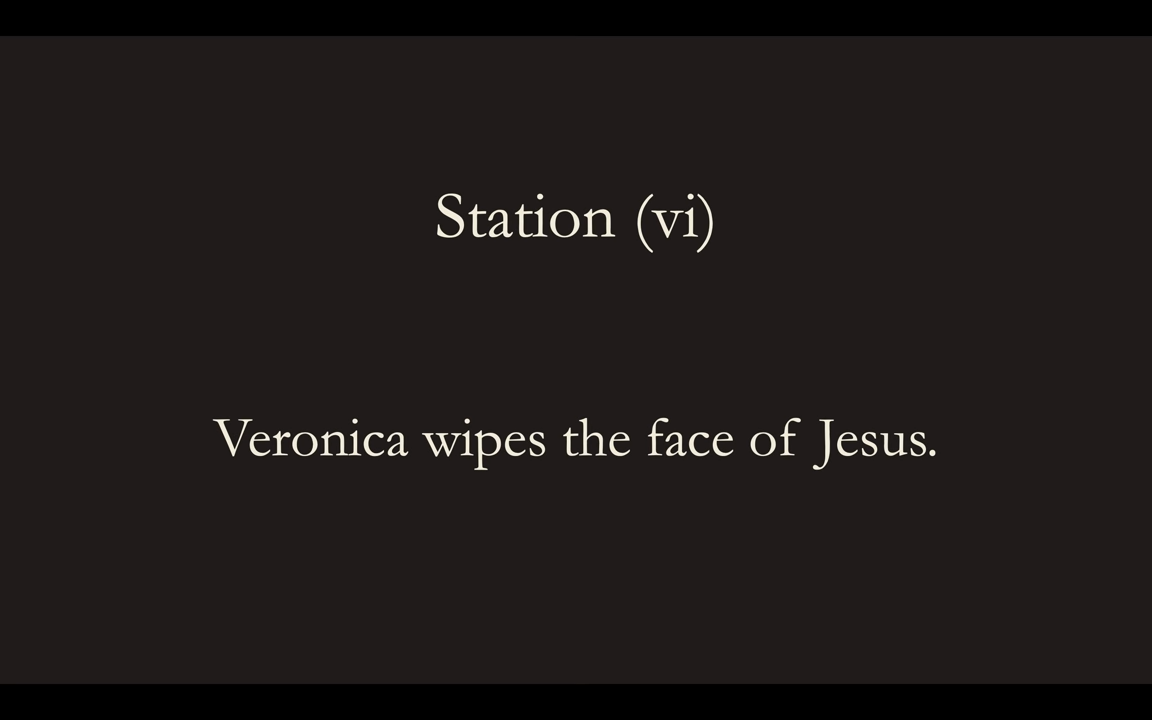 Station (vi)
Veronica wipes the face of Jesus.